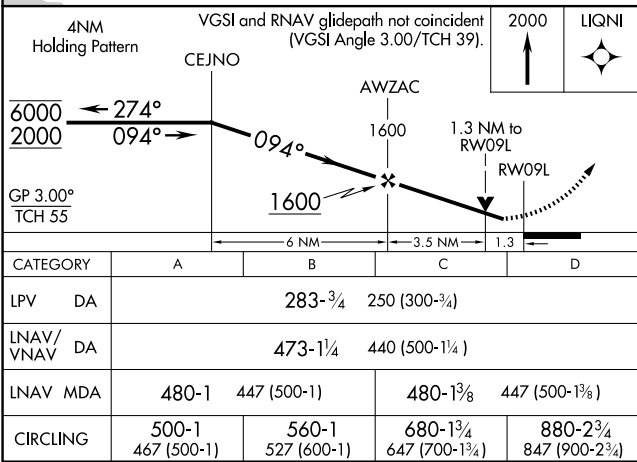 4NM
Holding Pattern
VGSI and RNAV glidepath not coincident
(VGSI Angle 3.00/TCH 39).
2000
LIQNI
CEJNO
AWZAC
6000
2000
274°
094°
094°
1600
1.3 NM to
RW09L
RW09L
1600
GP 3.00°
TCH 55
6 NM
3.5 NM
1.3
CATEGORY A B C D
LPV DA 283-¾ 250 (300-¾)
LNAV/
VNAV DA 473-1¼ 440 (500-1¼)
LNAV MDA 480-1 447 (500-1) 480-1⅜ 447 (500-1⅜)
CIRCLING 500-1 560-1 680-1¾ 880-2¾
467 (500-1) 527 (600-1) 647 (700-1¾) 847 (900-2¾)